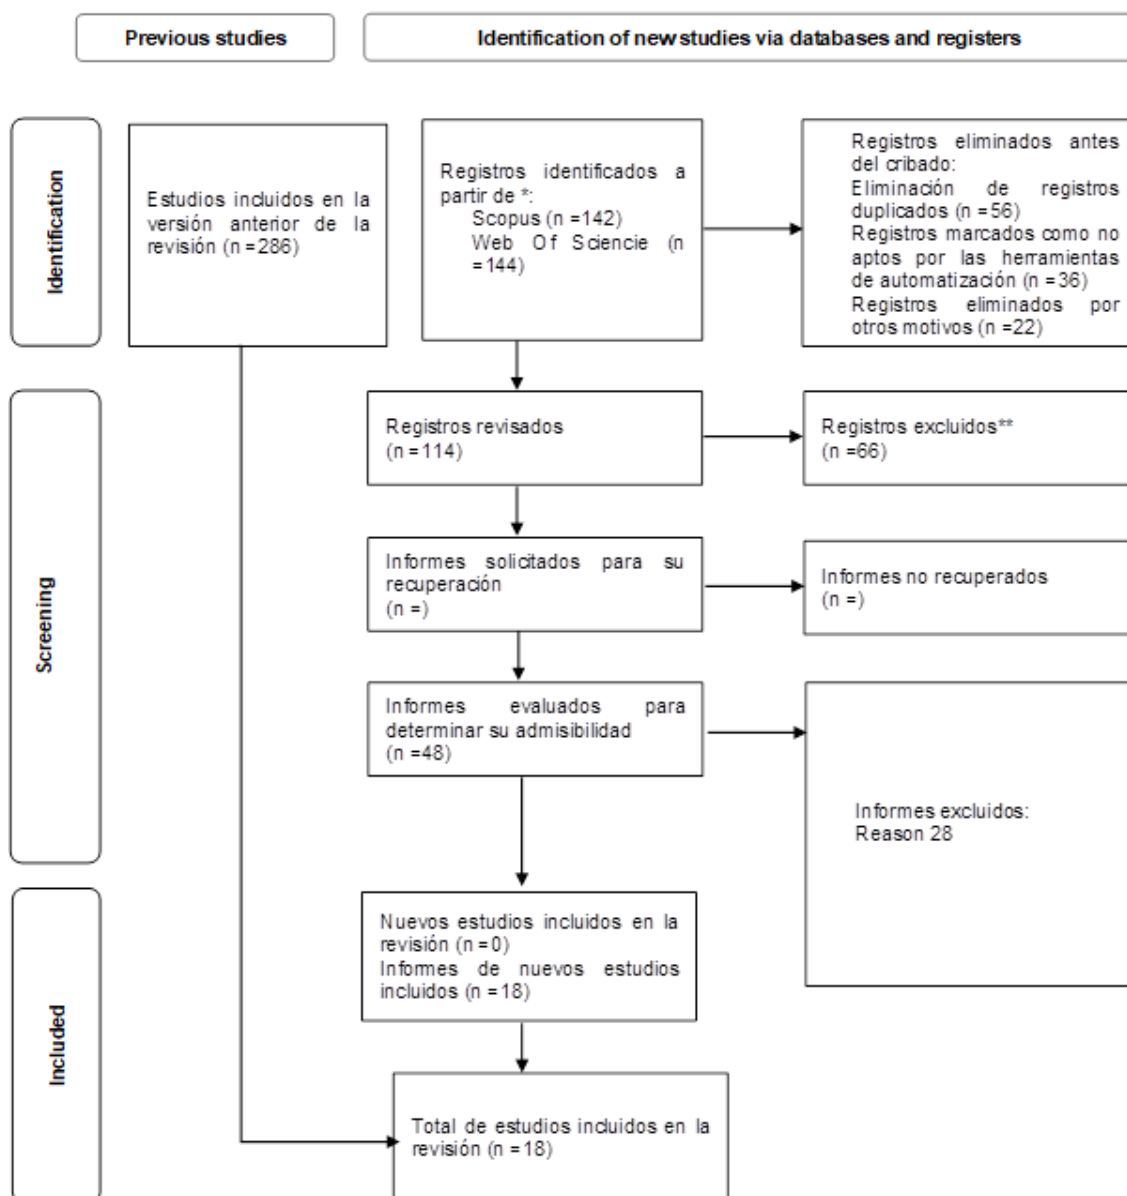 Previous studies
Identification of new studies via databases and registers
Identification
Estudios incluidos en la
versión anterior de la
revisión (n =286)
Registros identificados a
partir de *:
Scopus (n =142)
Web Of Sciencie (n
=144)
Registros eliminados antes
del cribado:
Eliminación de registros
duplicados (n =56)
Registros marcados como no
aptos por las herramientas
de automatización (n =36)
Registros eliminados por
otros motivos (n =22)
Screening
Registros revisados
(n =114)
Registros excluidos**
(n =66)
Informes solicitados para su
recuperación
(n =)
Informes no recuperados
(n =)
Informes evaluados para
determinar su admisibilidad
(n =48)
Informes excluidos:
Reason 28
Included
Nuevos estudios incluidos en la
revisión (n =0)
Informes de nuevos estudios
incluidos (n =18)
Total de estudios incluidos en la
revisión (n =18)